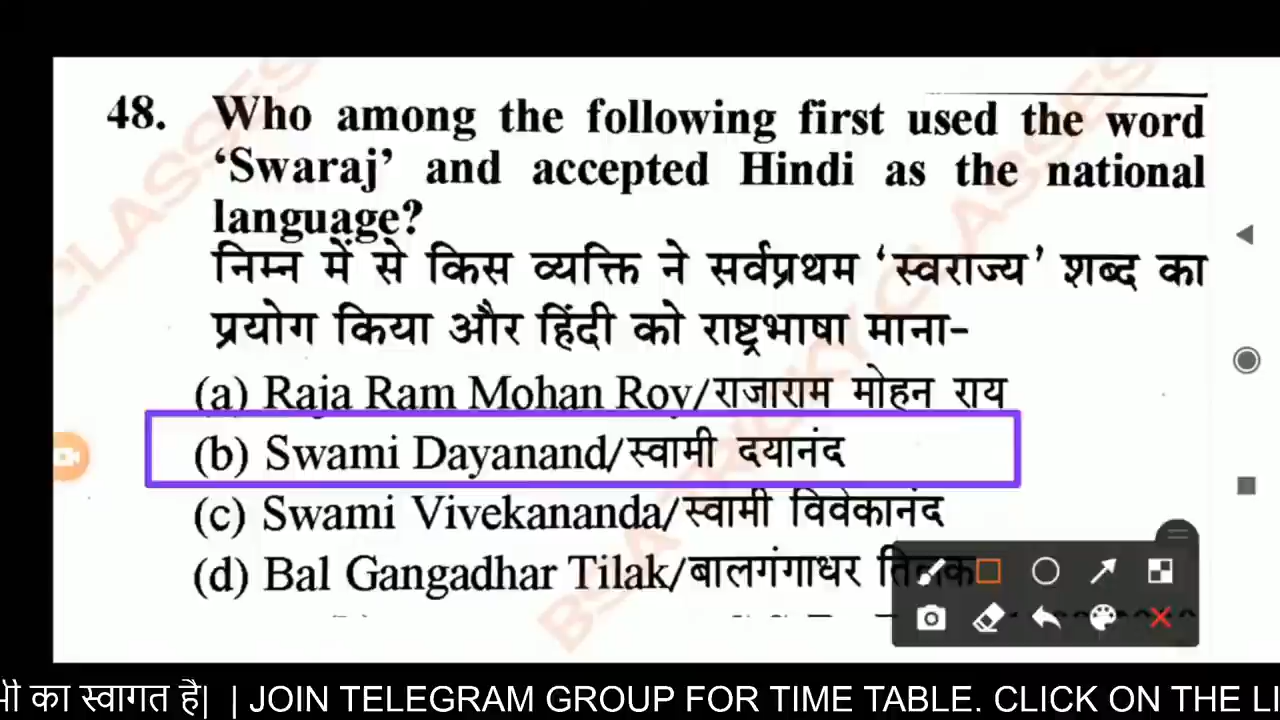 48. Who among the following first used the word
‘Swaraj’ and accepted Hindi as the national
language?
निम्न में से किस व्यक्ति ने सर्वप्रथम ‘स्वराज्य’ शब्द का
प्रयोग किया और हिंदी को राष्ट्रभाषा माना-
(a) Raja Ram Mohan Roy/राजाराम मोहन राय
(b) Swami Dayanand/स्वामी दयानंद
(c) Swami Vivekananda/स्वामी विवेकानंद
(d) Bal Gangadhar Tilak/बालगंगाधर तिलक
का स्वागत है| | JOIN TELEGRAM GROUP FOR TIME TABLE. CLICK ON THE